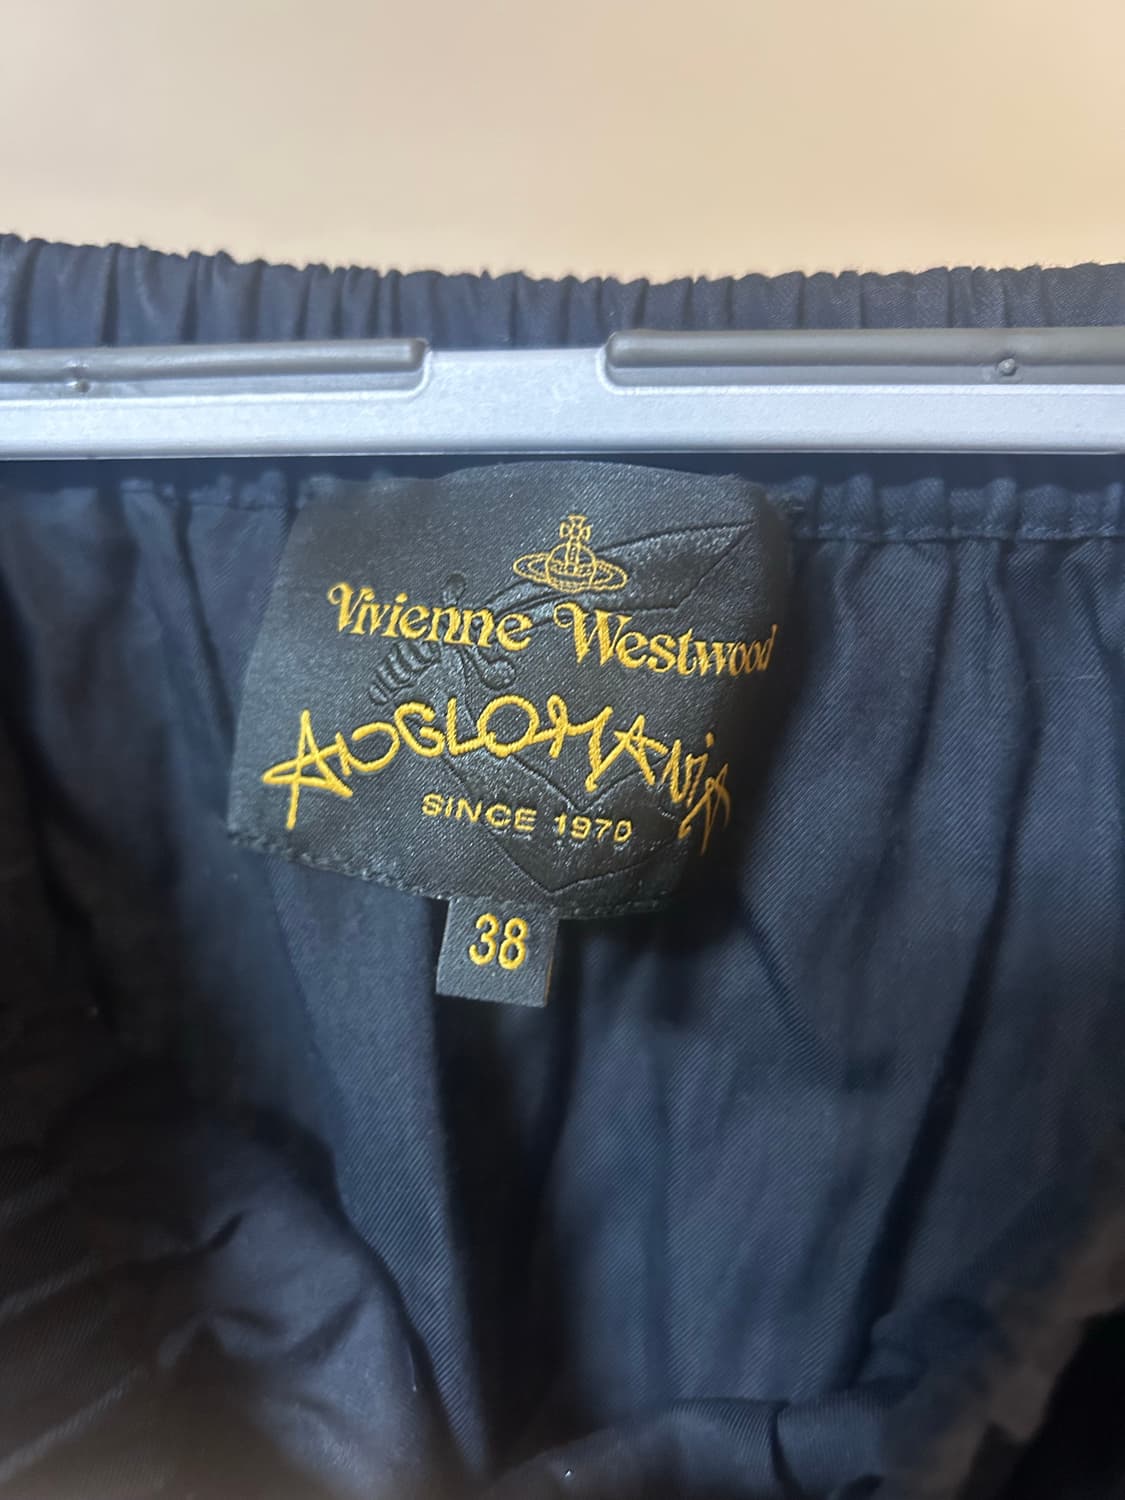 Vivienne Westwood
ANGLOMANIA
SINCE 1970
38